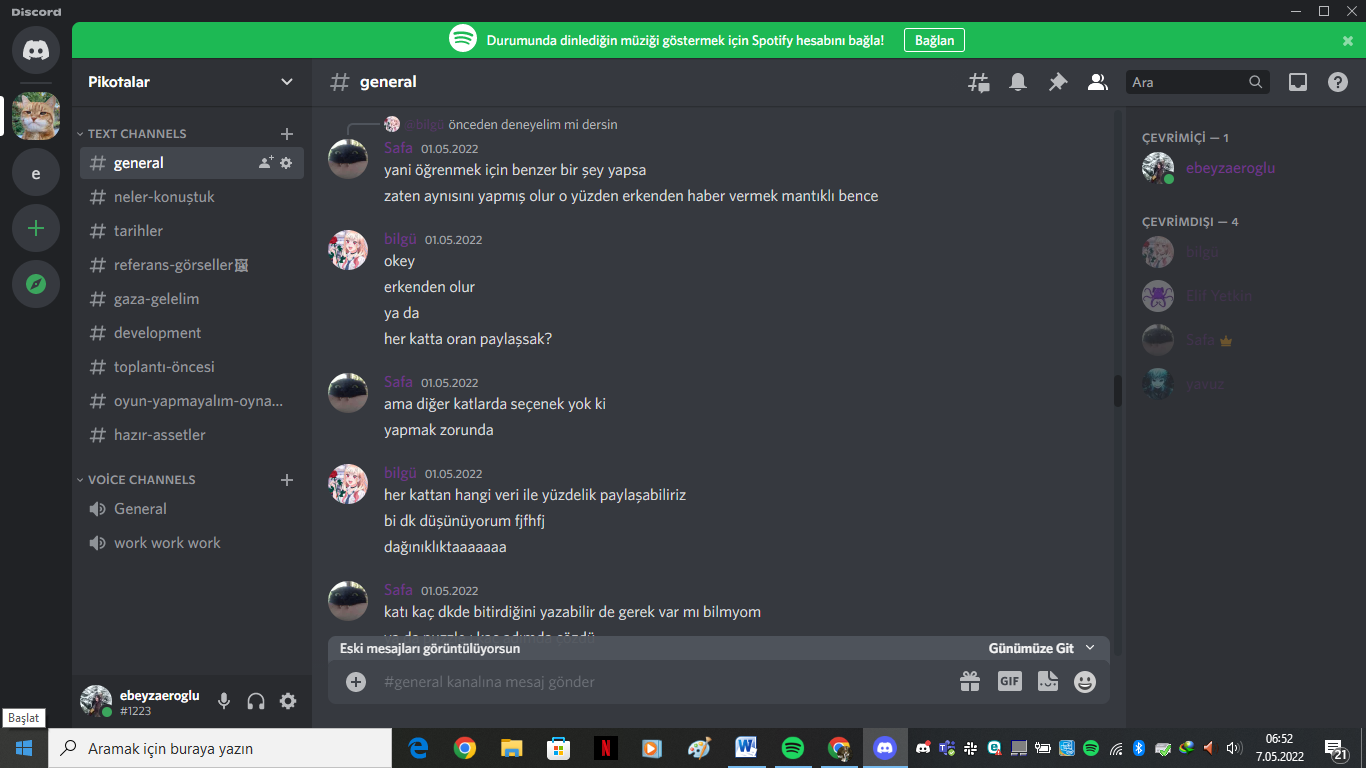 Discord
Durumunda dinlediğin müziği göstermek için Spotify hesabını bağla!
Bağlan
Pikotalar
general
Ara
TEXT CHANNELS
general
neler-konuştuk
tarihler
referans-görseller
gaza-gelelim
development
toplantı-öncesi
oyun-yapmayalım-oyna...
hazır-assetler
VOİCE CHANNELS
General
work work work
ebeyzaeroglu
#1223
e
@bilgü önceden deneyelim mi dersin
Safa 01.05.2022
yani öğrenmek için benzer bir şey yapsa
zaten aynısını yapmış olur o yüzden erkenden haber vermek mantıklı bence
bilgü 01.05.2022
okey
erkenden olur
ya da
her katta oran paylaşsak?
Safa 01.05.2022
ama diğer katlarda seçenek yok ki
yapmak zorunda
bilgü 01.05.2022
her kattan hangi veri ile yüzdelik paylaşabiliriz
bi dk düşünüyorum fjfhfj
dağınıklıktaaaaaaa
Safa 01.05.2022
katı kaç dkde bitirdiğini yazabilir de gerek var mı bilmyom
Eski mesajları görüntülüyorsun
Günümüze Git
#general kanalına mesaj gönder
GIF
ÇEVRİMİÇİ — 1
ebeyzaeroglu
ÇEVRİMDIŞI — 4
bilgü
Elif Yetkin
Safa
yavuz
Başlat
Aramak için buraya yazın
06:52
7.05.2022
21